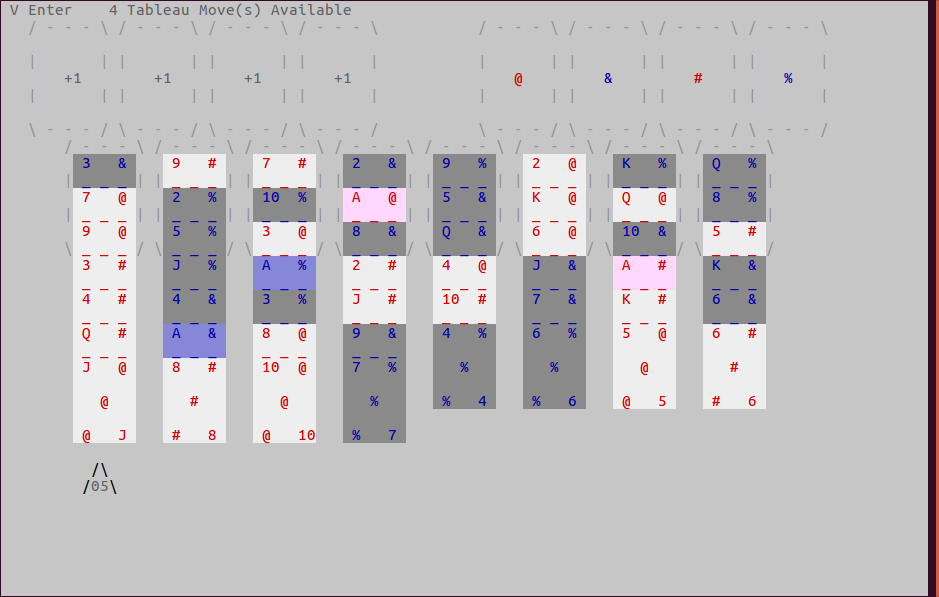 V Enter    4 Tableau Move(s) Available
/ - - - \ / - - - \ / - - - \ / - - - \ / - - - \ / - - - \ / - - - \ / - - - \
| | | | | | | | | | | | | | | |
+1 +1 +1 +1 @ & # %
| | | | | | | | | | | | | | | |
\ - - - / \ - - - / \ - - - / \ - - - / \ - - - / \ - - - / \ - - - / \ - - - /
/ - - - \ / - - - \ / - - - \ / - - - \ / - - - \ / - - - \ / - - - \ / - - - \
3 & 9 # 7 # 2 & 9 % 2 @ K % Q %
| _ _ _ | | _ _ _ | | _ _ _ | | _ _ _ | | _ _ _ | | _ _ _ | | _ _ _ | | _ _ _ |
7 @ 2 % 10 % A @ 5 & K @ Q @ 8 %
| _ _ _ | | _ _ _ | | _ _ _ | | _ _ _ | | _ _ _ | | _ _ _ | | _ _ _ | | _ _ _ |
9 @ 5 % 3 @ 8 & Q & 6 @ 10 & 5 #
\ _ _ _ / \ _ _ _ / \ _ _ _ / \ _ _ _ / \ _ _ _ / \ _ _ _ / \ _ _ _ / \ _ _ _ /
3 # J % A % 2 # 4 @ J & A # K &
_ _ _ _ _ _ _ _ _ _ _ _ _ _ _ _ _ _ _ _ _ _ _ _
4 # 4 & 3 % J # 10 # 7 & K # 6 &
_ _ _ _ _ _ _ _ _ _ _ _ _ _ _ _ _ _ _ _ _ _ _ _
Q # A & 8 @ 9 & 4 % 6 % 5 @ 6 #
_ _ _ _ _ _ _ _ _ _ _ _
J @ 8 # 10 @ 7 % % % @ #
@ # @ % % 4 % 6 @ 5 # 6
@ J # 8 @ 10 % 7
/\
/05\